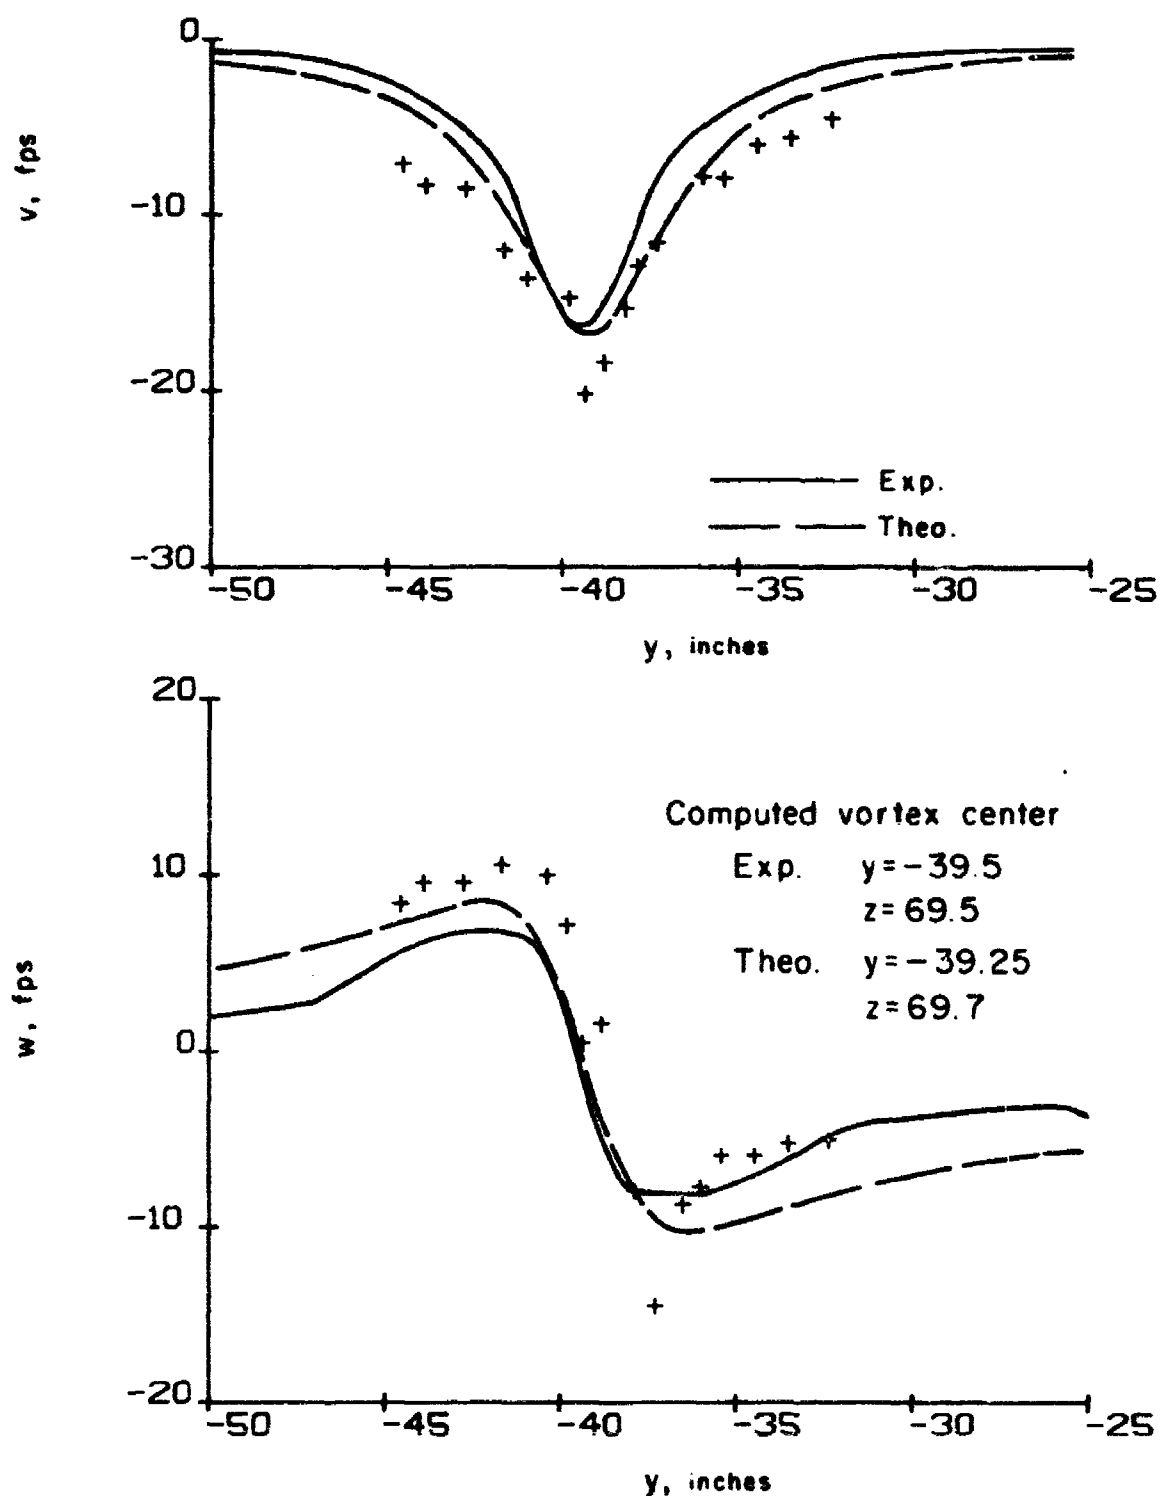 0
-10
-20
-30
v, fps
-50 -45 -40 -35 -30 -25
y, inches
Exp.
Theo.
20
10
0
-10
-20
w, fps
-50 -45 -40 -35 -30 -25
y, inches
Computed vortex center
Exp. y=-39.5
z=69.5
Theo. y=-39.25
z=69.7